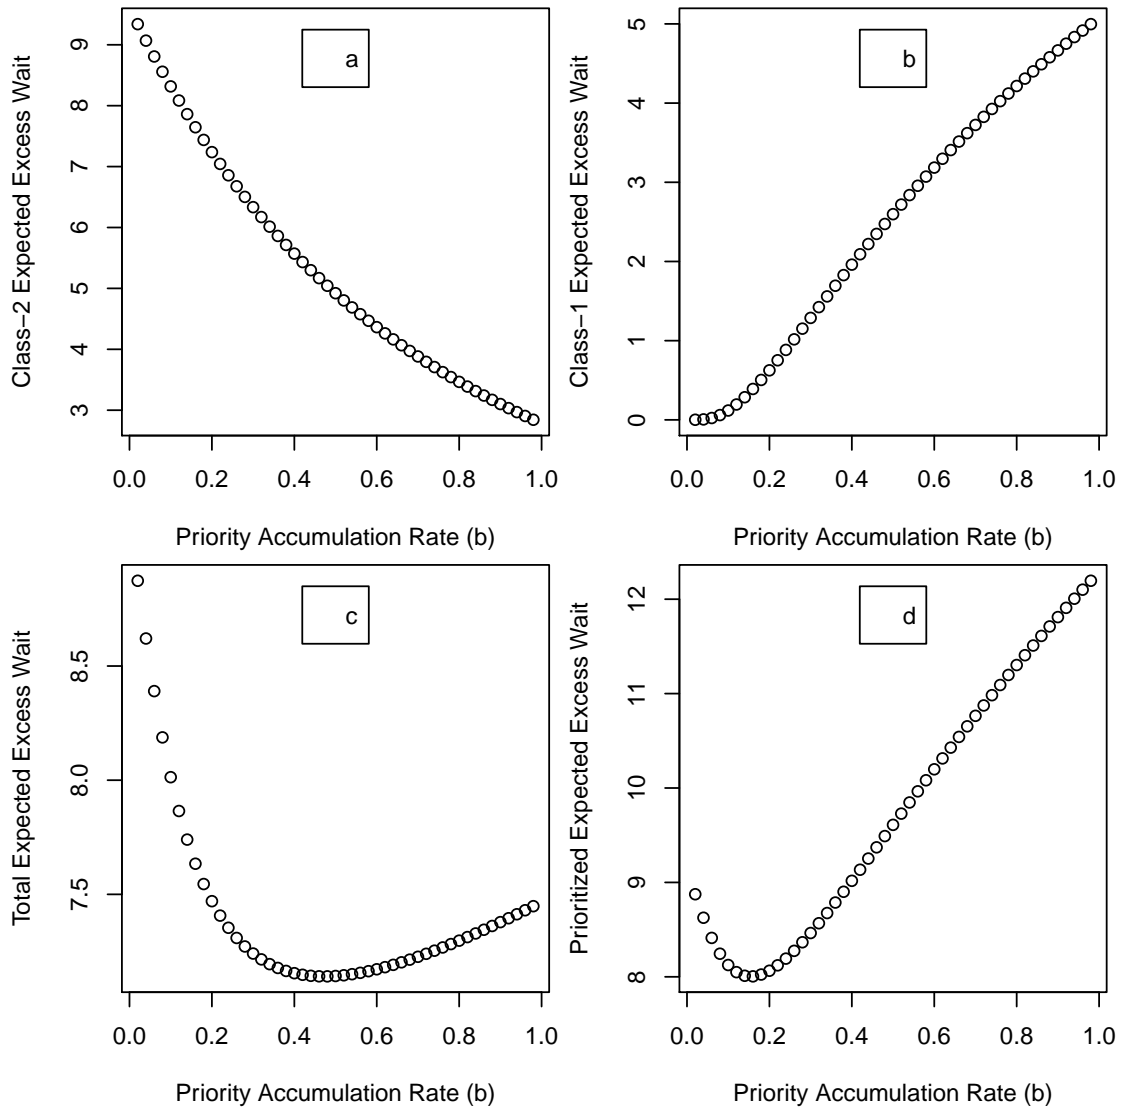 a
Class−2 Expected Excess Wait
9
8
7
6
5
4
3
0.0 0.2 0.4 0.6 0.8 1.0
Priority Accumulation Rate (b)
b
Class−1 Expected Excess Wait
5
4
3
2
1
0
0.0 0.2 0.4 0.6 0.8 1.0
Priority Accumulation Rate (b)
c
Total Expected Excess Wait
8.5
8.0
7.5
0.0 0.2 0.4 0.6 0.8 1.0
Priority Accumulation Rate (b)
d
Prioritized Expected Excess Wait
12
11
10
9
8
0.0 0.2 0.4 0.6 0.8 1.0
Priority Accumulation Rate (b)